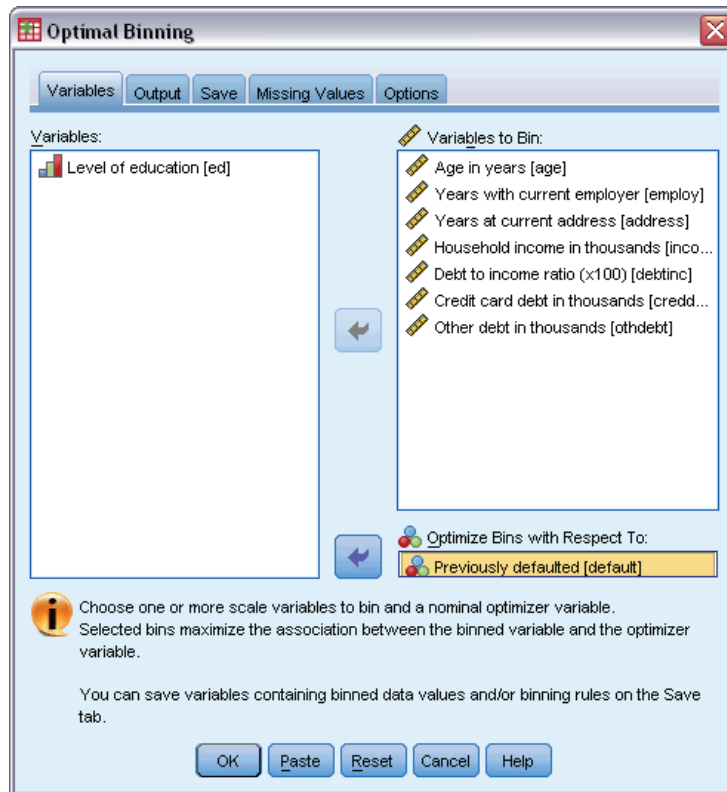 Optimal Binning
Variables
Output
Save
Missing Values
Options
Variables:
Level of education [ed]
Variables to Bin:
Age in years [age]
Years with current employer [employ]
Years at current address [address]
Household income in thousands [inco...
Debt to income ratio (x100) [debtinc]
Credit card debt in thousands [credd...
Other debt in thousands [othdebt]
Optimize Bins with Respect To:
Previously defaulted [default]
Choose one or more scale variables to bin and a nominal optimizer variable.
Selected bins maximize the association between the binned variable and the optimizer
variable.
You can save variables containing binned data values and/or binning rules on the Save
tab.
OK
Paste
Reset
Cancel
Help